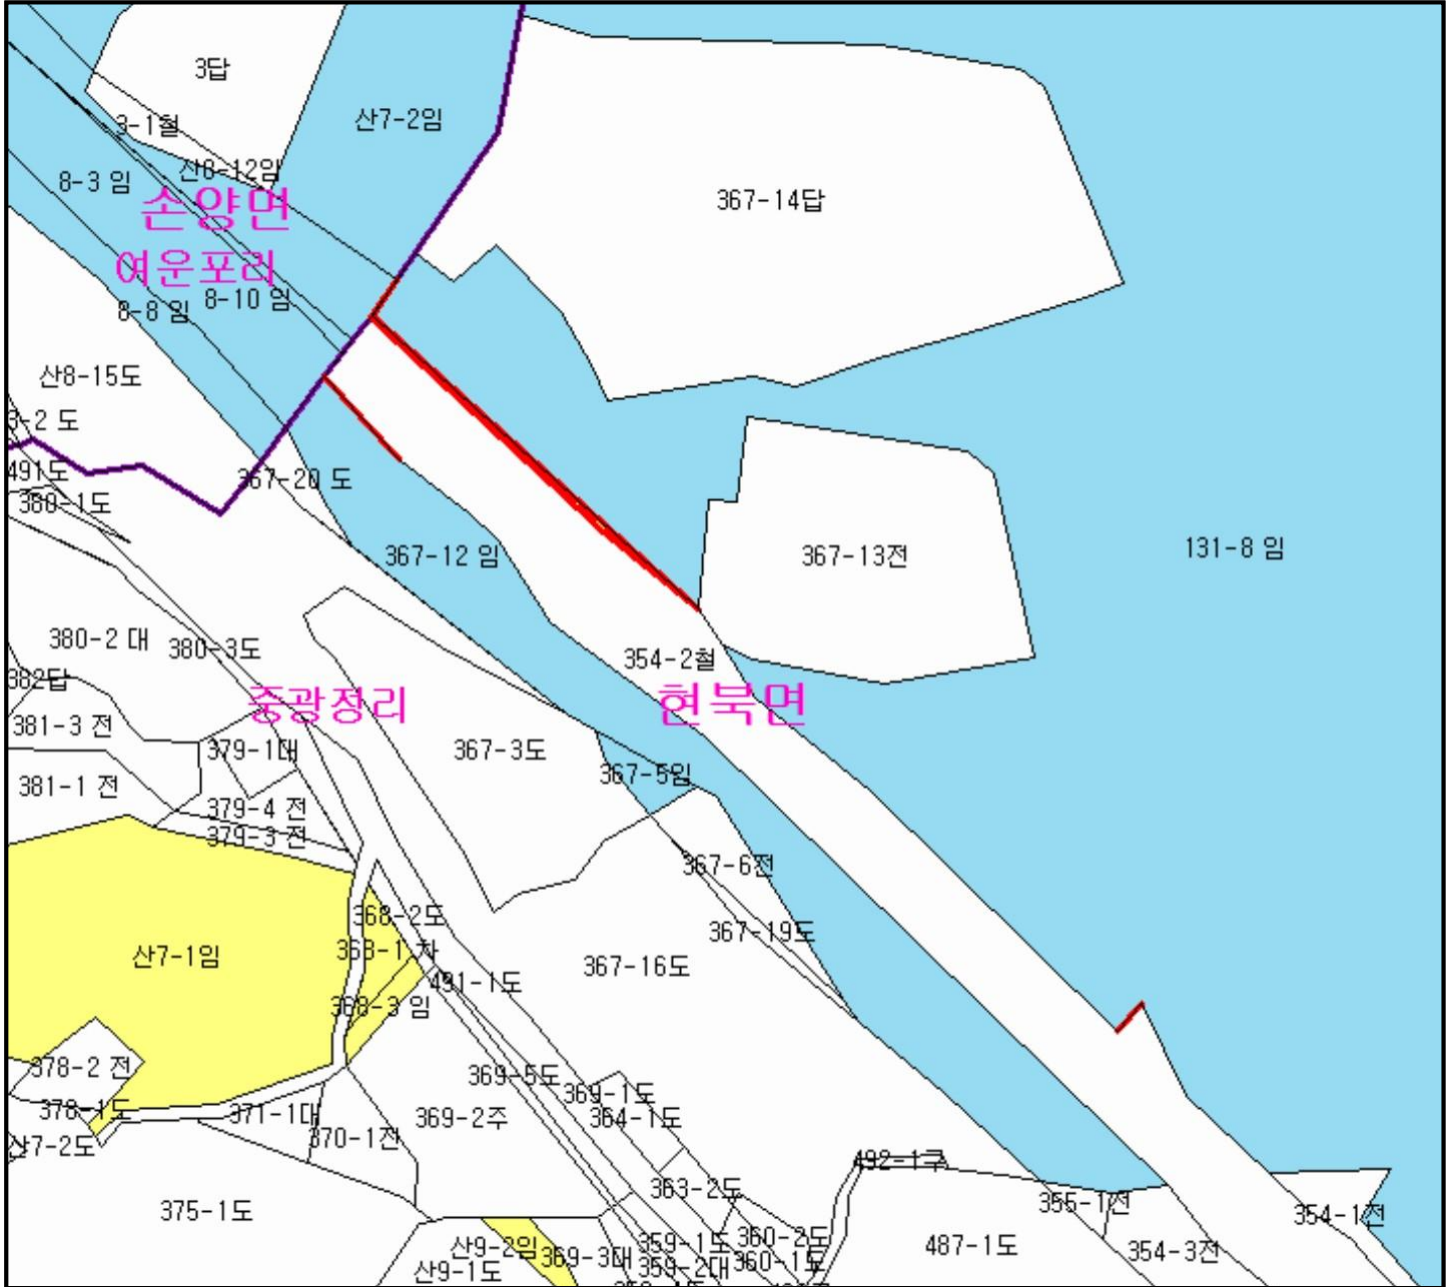 3답
3-1철
산7-2임
산8-12임
8-3 임
367-14답
손양면
여운포리
8-10 임
8-8 임
산8-15도
3-2 도
491도
367-20 도
380-1도
367-12 임
367-13전
131-8 임
380-2 대
380-3도
354-2철
382답
중광정리
현북면
381-3 전
379-1대
367-3도
367-5임
381-1 전
379-4 전
379-3 전
367-6전
368-2도
367-19도
368-1 차
산7-1임
367-16도
491-1도
368-3 임
378-2 전
369-5도
369-1도
378-1도
371-1대
369-2주
364-1도
370-1전
산7-2도
492-1구
363-2도
375-1도
355-1전
354-1전
360-2도
359-1도
산9-2임
369-3대
487-1도
354-3전
360-1도
359-2대
산9-1도